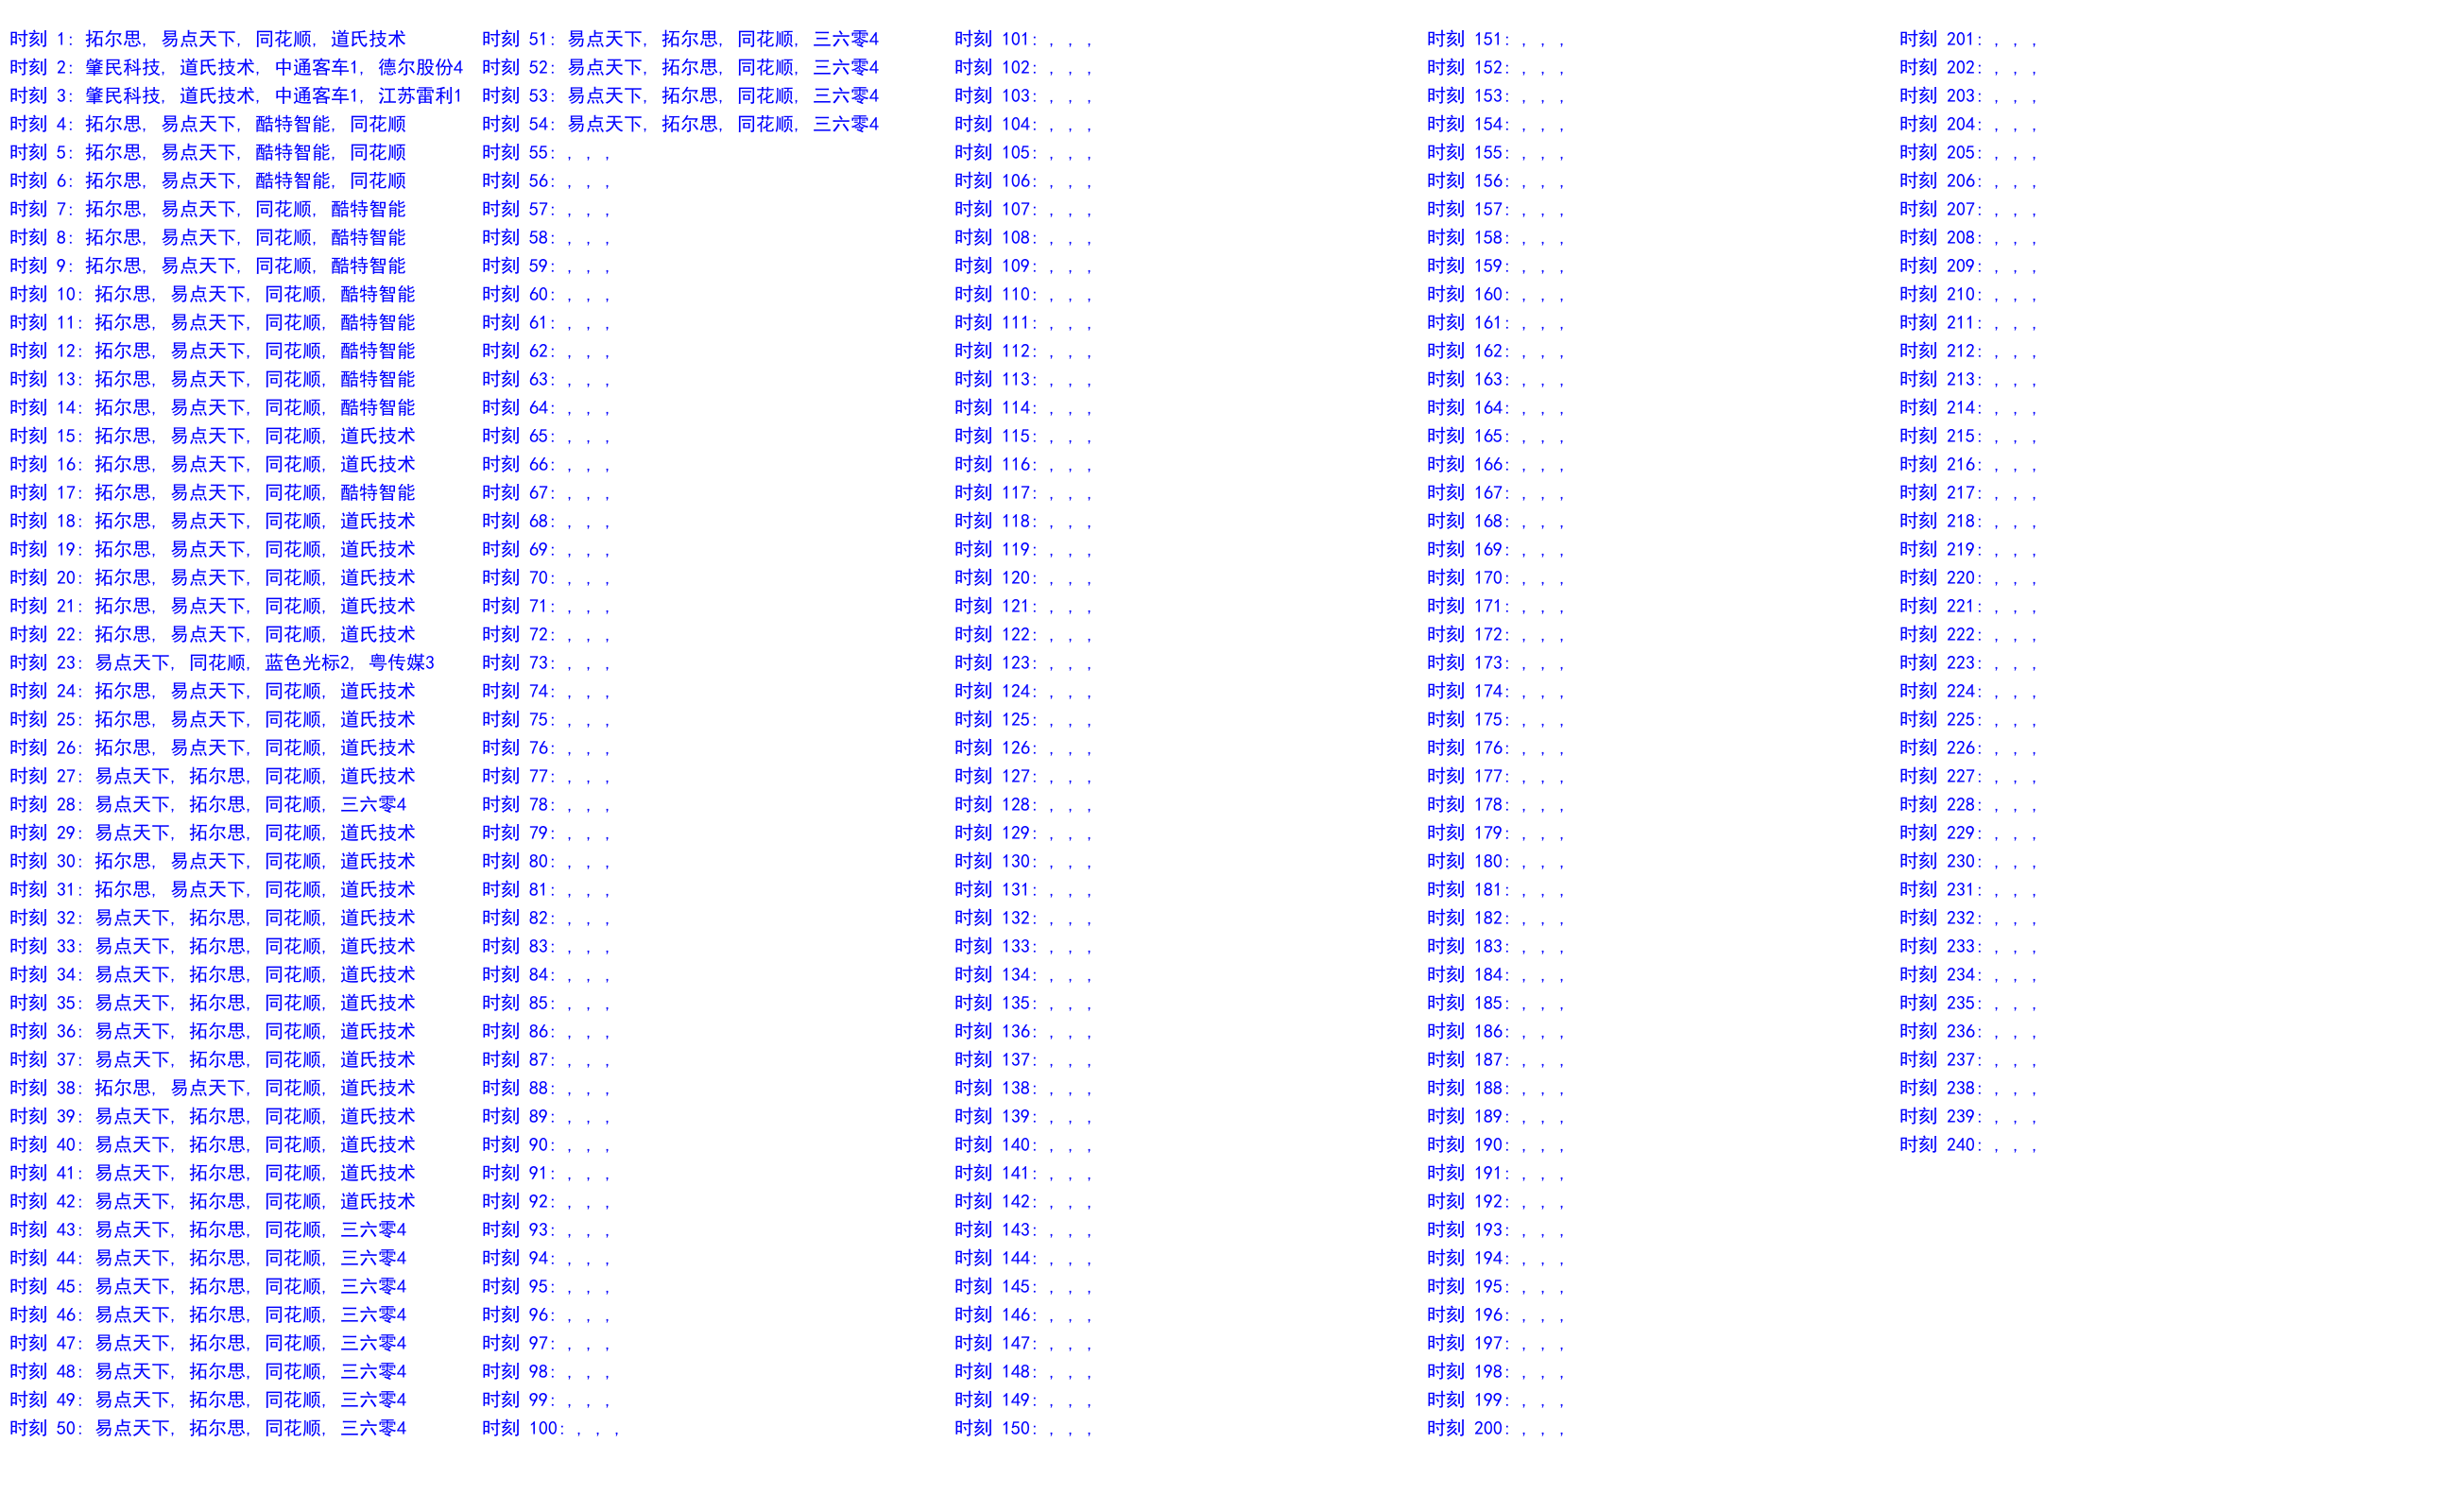 时刻 1: 拓尔思, 易点天下, 同花顺, 道氏技术
时刻 2: 肇民科技, 道氏技术, 中通客车1, 德尔股份4
时刻 3: 肇民科技, 道氏技术, 中通客车1, 江苏雷利1
时刻 4: 拓尔思, 易点天下, 酷特智能, 同花顺
时刻 5: 拓尔思, 易点天下, 酷特智能, 同花顺
时刻 6: 拓尔思, 易点天下, 酷特智能, 同花顺
时刻 7: 拓尔思, 易点天下, 同花顺, 酷特智能
时刻 8: 拓尔思, 易点天下, 同花顺, 酷特智能
时刻 9: 拓尔思, 易点天下, 同花顺, 酷特智能
时刻 10: 拓尔思, 易点天下, 同花顺, 酷特智能
时刻 11: 拓尔思, 易点天下, 同花顺, 酷特智能
时刻 12: 拓尔思, 易点天下, 同花顺, 酷特智能
时刻 13: 拓尔思, 易点天下, 同花顺, 酷特智能
时刻 14: 拓尔思, 易点天下, 同花顺, 酷特智能
时刻 15: 拓尔思, 易点天下, 同花顺, 道氏技术
时刻 16: 拓尔思, 易点天下, 同花顺, 道氏技术
时刻 17: 拓尔思, 易点天下, 同花顺, 酷特智能
时刻 18: 拓尔思, 易点天下, 同花顺, 道氏技术
时刻 19: 拓尔思, 易点天下, 同花顺, 道氏技术
时刻 20: 拓尔思, 易点天下, 同花顺, 道氏技术
时刻 21: 拓尔思, 易点天下, 同花顺, 道氏技术
时刻 22: 拓尔思, 易点天下, 同花顺, 道氏技术
时刻 23: 易点天下, 同花顺, 蓝色光标2, 粤传媒3
时刻 24: 拓尔思, 易点天下, 同花顺, 道氏技术
时刻 25: 拓尔思, 易点天下, 同花顺, 道氏技术
时刻 26: 拓尔思, 易点天下, 同花顺, 道氏技术
时刻 27: 易点天下, 拓尔思, 同花顺, 道氏技术
时刻 28: 易点天下, 拓尔思, 同花顺, 三六零4
时刻 29: 易点天下, 拓尔思, 同花顺, 道氏技术
时刻 30: 拓尔思, 易点天下, 同花顺, 道氏技术
时刻 31: 拓尔思, 易点天下, 同花顺, 道氏技术
时刻 32: 易点天下, 拓尔思, 同花顺, 道氏技术
时刻 33: 易点天下, 拓尔思, 同花顺, 道氏技术
时刻 34: 易点天下, 拓尔思, 同花顺, 道氏技术
时刻 35: 易点天下, 拓尔思, 同花顺, 道氏技术
时刻 36: 易点天下, 拓尔思, 同花顺, 道氏技术
时刻 37: 易点天下, 拓尔思, 同花顺, 道氏技术
时刻 38: 拓尔思, 易点天下, 同花顺, 道氏技术
时刻 39: 易点天下, 拓尔思, 同花顺, 道氏技术
时刻 40: 易点天下, 拓尔思, 同花顺, 道氏技术
时刻 41: 易点天下, 拓尔思, 同花顺, 道氏技术
时刻 42: 易点天下, 拓尔思, 同花顺, 道氏技术
时刻 43: 易点天下, 拓尔思, 同花顺, 三六零4
时刻 44: 易点天下, 拓尔思, 同花顺, 三六零4
时刻 45: 易点天下, 拓尔思, 同花顺, 三六零4
时刻 46: 易点天下, 拓尔思, 同花顺, 三六零4
时刻 47: 易点天下, 拓尔思, 同花顺, 三六零4
时刻 48: 易点天下, 拓尔思, 同花顺, 三六零4
时刻 49: 易点天下, 拓尔思, 同花顺, 三六零4
时刻 50: 易点天下, 拓尔思, 同花顺, 三六零4
时刻 51: 易点天下, 拓尔思, 同花顺, 三六零4
时刻 52: 易点天下, 拓尔思, 同花顺, 三六零4
时刻 53: 易点天下, 拓尔思, 同花顺, 三六零4
时刻 54: 易点天下, 拓尔思, 同花顺, 三六零4
时刻 55: , , ,
时刻 56: , , ,
时刻 57: , , ,
时刻 58: , , ,
时刻 59: , , ,
时刻 60: , , ,
时刻 61: , , ,
时刻 62: , , ,
时刻 63: , , ,
时刻 64: , , ,
时刻 65: , , ,
时刻 66: , , ,
时刻 67: , , ,
时刻 68: , , ,
时刻 69: , , ,
时刻 70: , , ,
时刻 71: , , ,
时刻 72: , , ,
时刻 73: , , ,
时刻 74: , , ,
时刻 75: , , ,
时刻 76: , , ,
时刻 77: , , ,
时刻 78: , , ,
时刻 79: , , ,
时刻 80: , , ,
时刻 81: , , ,
时刻 82: , , ,
时刻 83: , , ,
时刻 84: , , ,
时刻 85: , , ,
时刻 86: , , ,
时刻 87: , , ,
时刻 88: , , ,
时刻 89: , , ,
时刻 90: , , ,
时刻 91: , , ,
时刻 92: , , ,
时刻 93: , , ,
时刻 94: , , ,
时刻 95: , , ,
时刻 96: , , ,
时刻 97: , , ,
时刻 98: , , ,
时刻 99: , , ,
时刻 100: , , ,
时刻 101: , , ,
时刻 102: , , ,
时刻 103: , , ,
时刻 104: , , ,
时刻 105: , , ,
时刻 106: , , ,
时刻 107: , , ,
时刻 108: , , ,
时刻 109: , , ,
时刻 110: , , ,
时刻 111: , , ,
时刻 112: , , ,
时刻 113: , , ,
时刻 114: , , ,
时刻 115: , , ,
时刻 116: , , ,
时刻 117: , , ,
时刻 118: , , ,
时刻 119: , , ,
时刻 120: , , ,
时刻 121: , , ,
时刻 122: , , ,
时刻 123: , , ,
时刻 124: , , ,
时刻 125: , , ,
时刻 126: , , ,
时刻 127: , , ,
时刻 128: , , ,
时刻 129: , , ,
时刻 130: , , ,
时刻 131: , , ,
时刻 132: , , ,
时刻 133: , , ,
时刻 134: , , ,
时刻 135: , , ,
时刻 136: , , ,
时刻 137: , , ,
时刻 138: , , ,
时刻 139: , , ,
时刻 140: , , ,
时刻 141: , , ,
时刻 142: , , ,
时刻 143: , , ,
时刻 144: , , ,
时刻 145: , , ,
时刻 146: , , ,
时刻 147: , , ,
时刻 148: , , ,
时刻 149: , , ,
时刻 150: , , ,
时刻 151: , , ,
时刻 152: , , ,
时刻 153: , , ,
时刻 154: , , ,
时刻 155: , , ,
时刻 156: , , ,
时刻 157: , , ,
时刻 158: , , ,
时刻 159: , , ,
时刻 160: , , ,
时刻 161: , , ,
时刻 162: , , ,
时刻 163: , , ,
时刻 164: , , ,
时刻 165: , , ,
时刻 166: , , ,
时刻 167: , , ,
时刻 168: , , ,
时刻 169: , , ,
时刻 170: , , ,
时刻 171: , , ,
时刻 172: , , ,
时刻 173: , , ,
时刻 174: , , ,
时刻 175: , , ,
时刻 176: , , ,
时刻 177: , , ,
时刻 178: , , ,
时刻 179: , , ,
时刻 180: , , ,
时刻 181: , , ,
时刻 182: , , ,
时刻 183: , , ,
时刻 184: , , ,
时刻 185: , , ,
时刻 186: , , ,
时刻 187: , , ,
时刻 188: , , ,
时刻 189: , , ,
时刻 190: , , ,
时刻 191: , , ,
时刻 192: , , ,
时刻 193: , , ,
时刻 194: , , ,
时刻 195: , , ,
时刻 196: , , ,
时刻 197: , , ,
时刻 198: , , ,
时刻 199: , , ,
时刻 200: , , ,
时刻 201: , , ,
时刻 202: , , ,
时刻 203: , , ,
时刻 204: , , ,
时刻 205: , , ,
时刻 206: , , ,
时刻 207: , , ,
时刻 208: , , ,
时刻 209: , , ,
时刻 210: , , ,
时刻 211: , , ,
时刻 212: , , ,
时刻 213: , , ,
时刻 214: , , ,
时刻 215: , , ,
时刻 216: , , ,
时刻 217: , , ,
时刻 218: , , ,
时刻 219: , , ,
时刻 220: , , ,
时刻 221: , , ,
时刻 222: , , ,
时刻 223: , , ,
时刻 224: , , ,
时刻 225: , , ,
时刻 226: , , ,
时刻 227: , , ,
时刻 228: , , ,
时刻 229: , , ,
时刻 230: , , ,
时刻 231: , , ,
时刻 232: , , ,
时刻 233: , , ,
时刻 234: , , ,
时刻 235: , , ,
时刻 236: , , ,
时刻 237: , , ,
时刻 238: , , ,
时刻 239: , , ,
时刻 240: , , ,